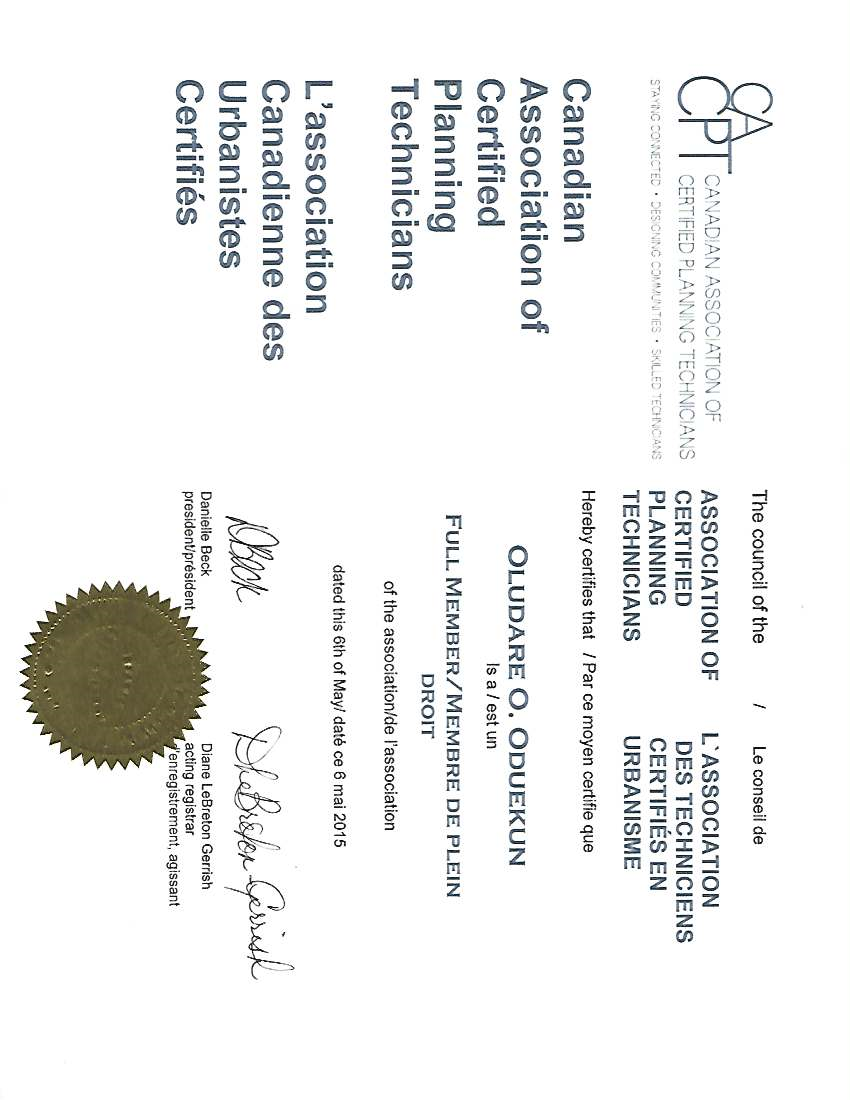 CA
CPT
CANADIAN ASSOCIATION OF
CERTIFIED PLANNING TECHNICIANS
STAYING CONNECTED • DESIGNING COMMUNITIES • SKILLED TECHNICIANS
Canadian
Association of
Certified
Planning
Technicians
L'association
Canadienne des
Urbanistes
Certifiés
The council of the / Le conseil de
ASSOCIATION OF L`ASSOCIATION
CERTIFIED DES TECHNICIENS
PLANNING CERTIFIÉS EN
TECHNICIANS URBANISME
Hereby certifies that / Par ce moyen certifie que
OLUDARE O. ODUEKUN
Is a / est un
FULL MEMBER/MEMBRE DE PLEIN
DROIT
of the association/de l'association
dated this 6th of May/ daté ce 6 mai 2015
DBeck
DLeBreton Gerrish
Danielle Beck
president/président
Diane LeBreton Gerrish
acting registrar
d'enregistrement, agissant